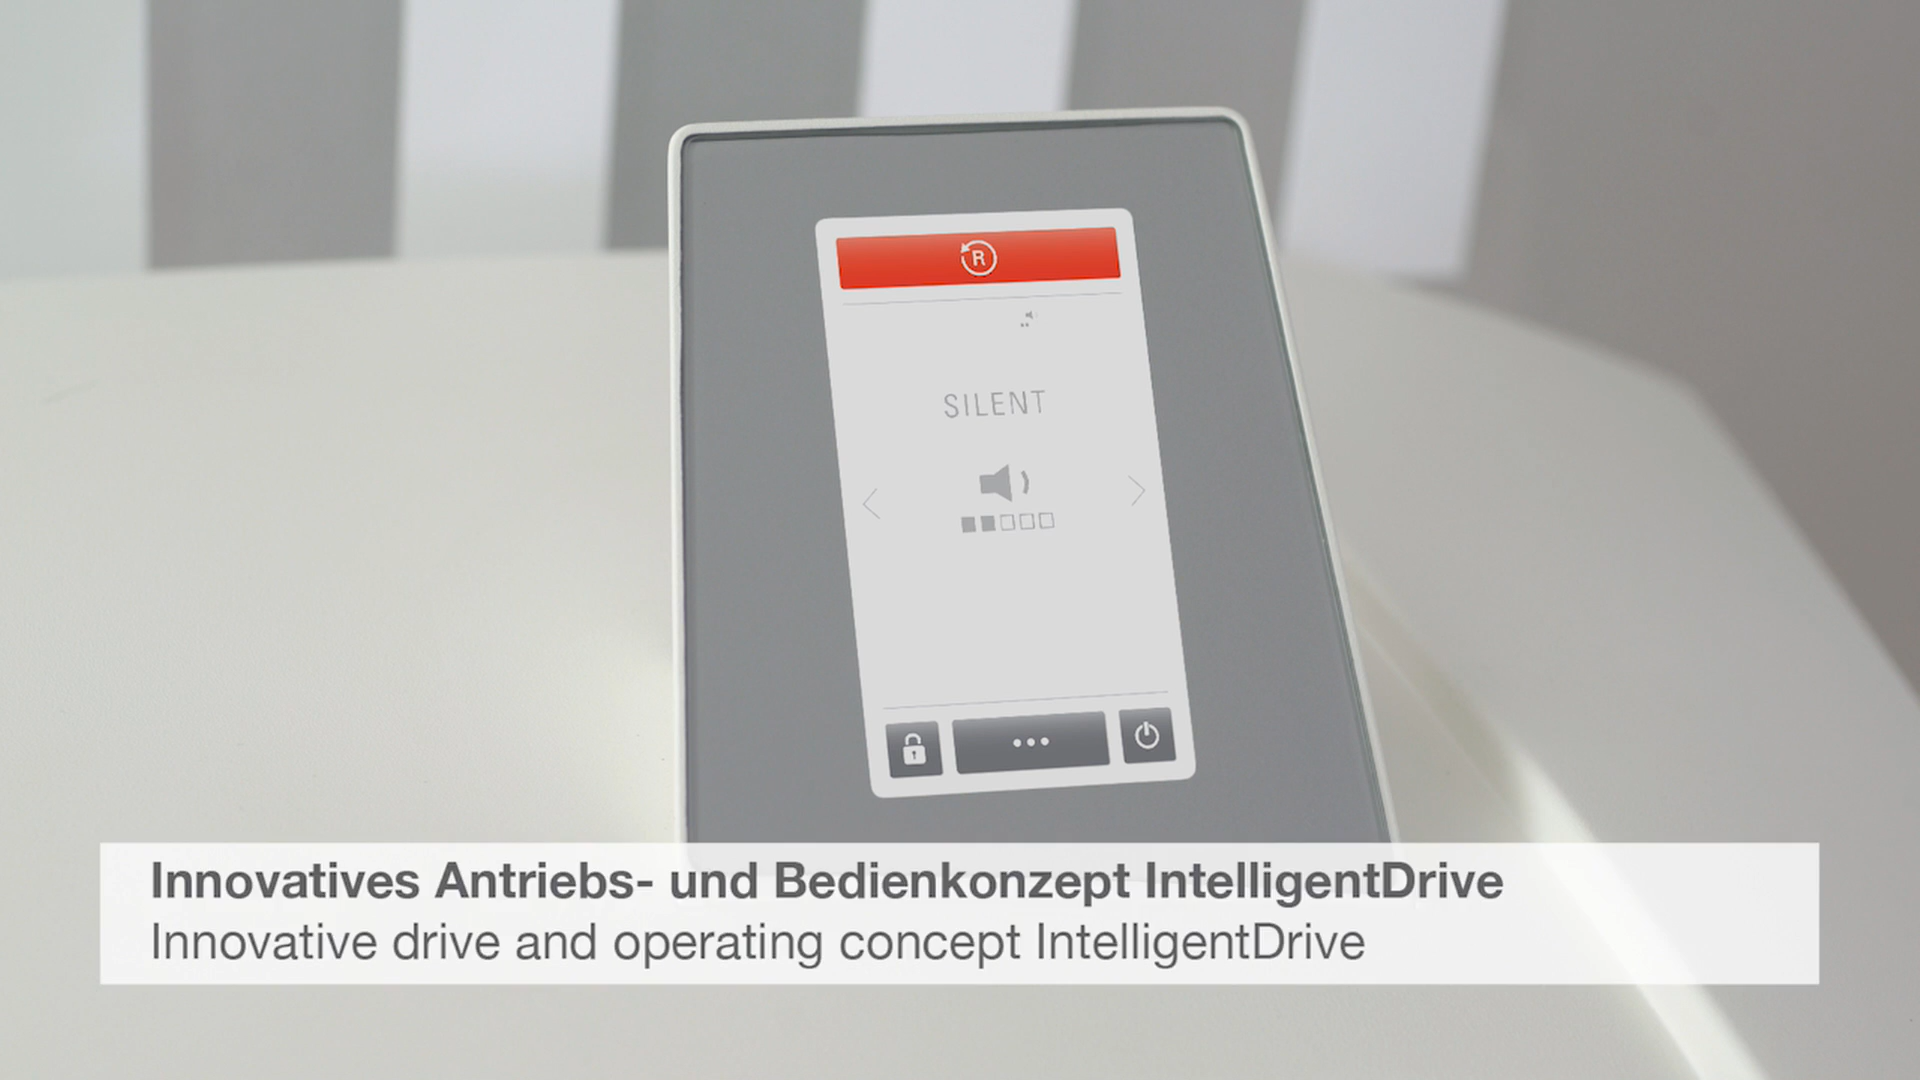 R
SILENT
Innovatives Antriebs- und Bedienkonzept IntelligentDrive
Innovative drive and operating concept IntelligentDrive